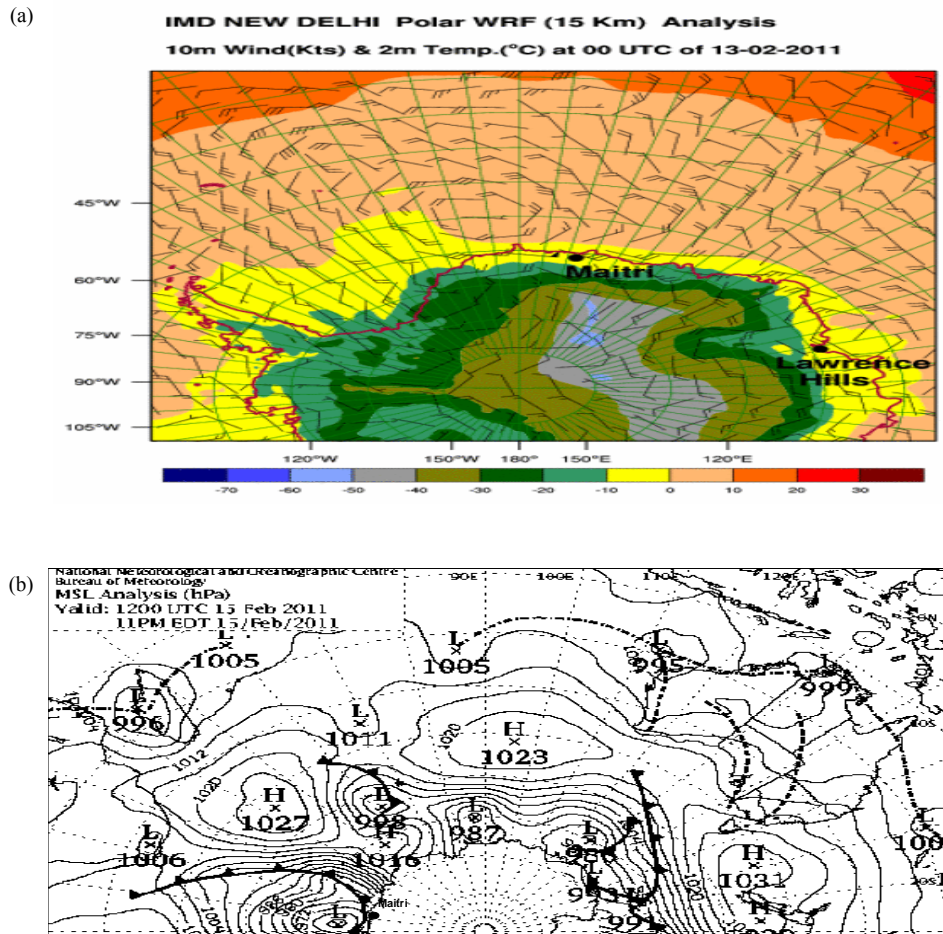 (a)
IMD NEW DELHI Polar WRF (15 Km) Analysis
10m Wind(Kts) & 2m Temp.(°C) at 00 UTC of 13-02-2011
45°W
Maitri
60°W
75°W
Lawrence
Hills
90°W
105°W
120°W 150°W 180° 150°E 120°E
-70 -60 -50 -40 -30 -20 -10 0 10 20 30
(b)
National Meteorological and Oceanographic Centre
Bureau of Meteorology
MSL Analysis (hPa)
Valid: 1200 UTC 15 Feb 2011
11PM EDT 15/Feb/2011
90E 100E 110E 120E
L L L
1005 1005 995
L L
996 999
L H
1011 1020 1023
1012
1020
H L L
1027 998 987
L H L H
1006 1016 1031
L
993
1020
991
Maitri
1004
L